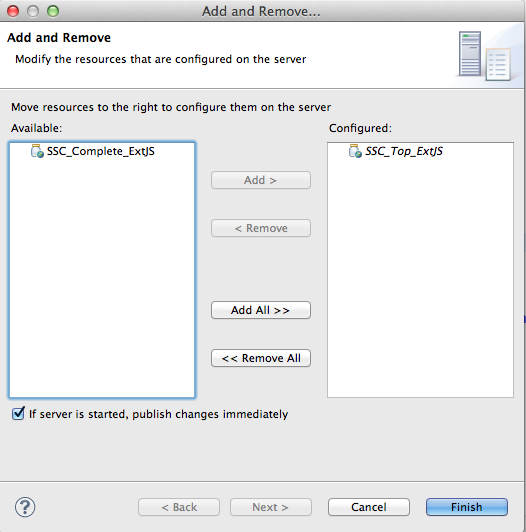 Add and Remove...
Add and Remove
Modify the resources that are configured on the server
Move resources to the right to configure them on the server
Available:
Configured:
SSC_Complete_ExtJS
SSC_Top_ExtJS
Add >
< Remove
Add All >>
<< Remove All
If server is started, publish changes immediately
?
< Back
Next >
Cancel
Finish